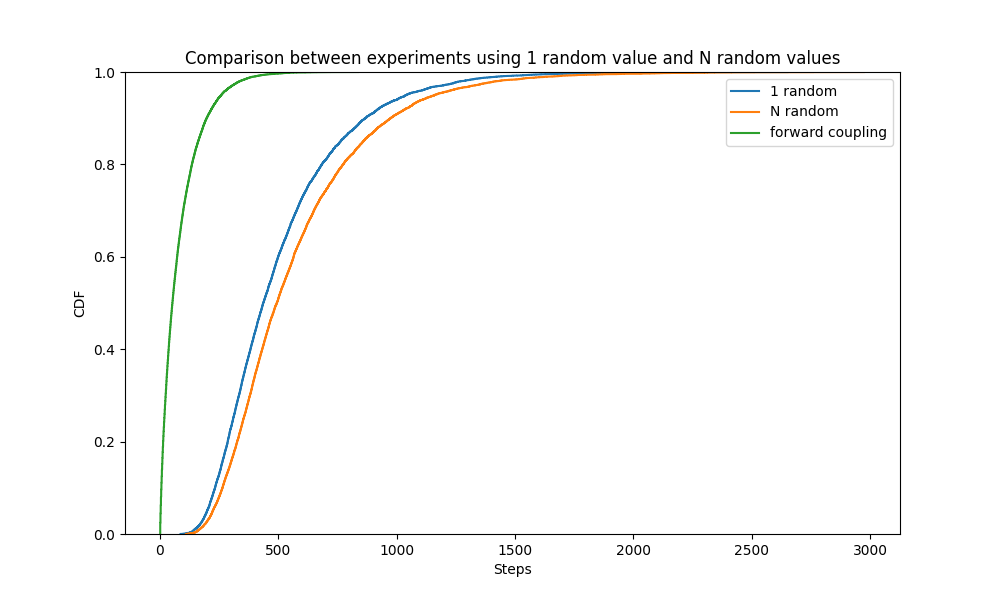 Comparison between experiments using 1 random value and N random values
1.0
0.8
0.6
0.4
0.2
0.0
CDF
0 500 1000 1500 2000 2500 3000
Steps
1 random
N random
forward coupling